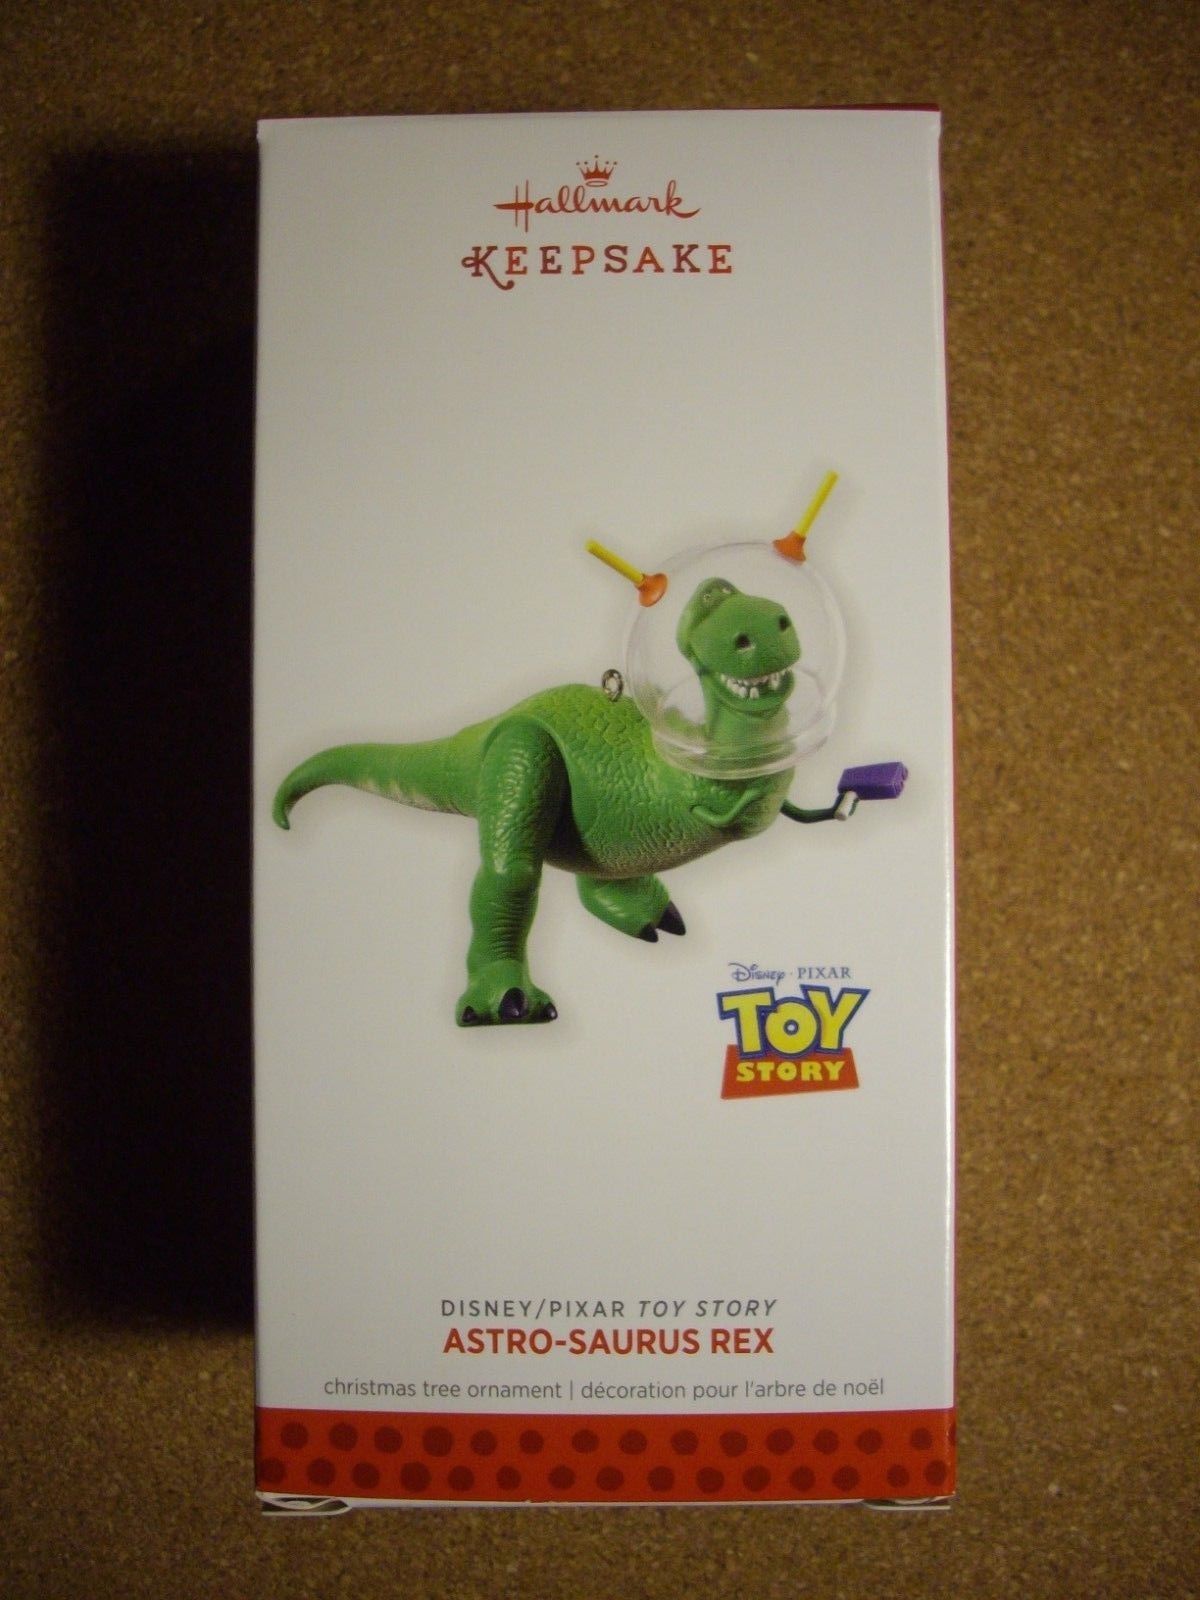 Hallmark
KEEPSAKE
Disney · PIXAR
TOY
STORY
DISNEY/PIXAR TOY STORY
ASTRO-SAURUS REX
christmas tree ornament | décoration pour l'arbre de noël